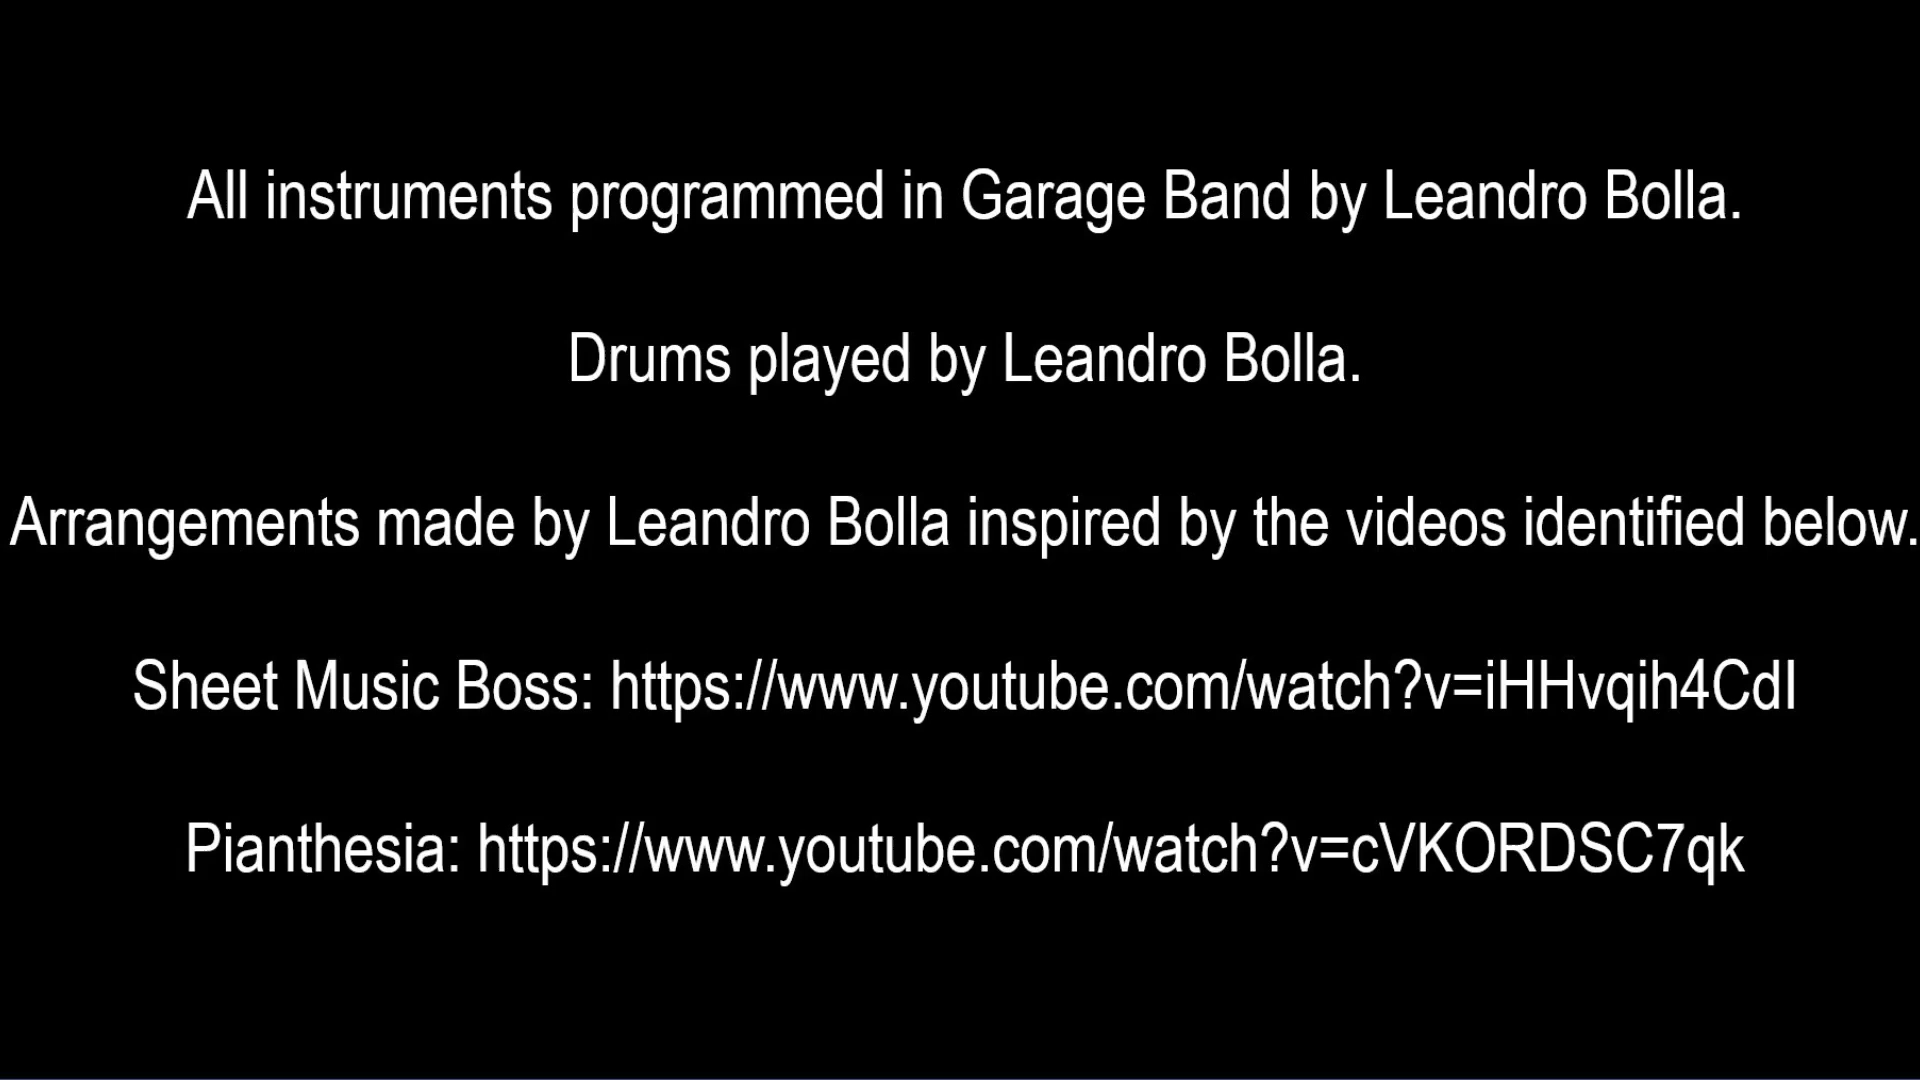 All instruments programmed in Garage Band by Leandro Bolla.
Drums played by Leandro Bolla.
Arrangements made by Leandro Bolla inspired by the videos identified below.
Sheet Music Boss: https://www.youtube.com/watch?v=iHHvqih4CdI
Pianthesia: https://www.youtube.com/watch?v=cVKORDSC7qk